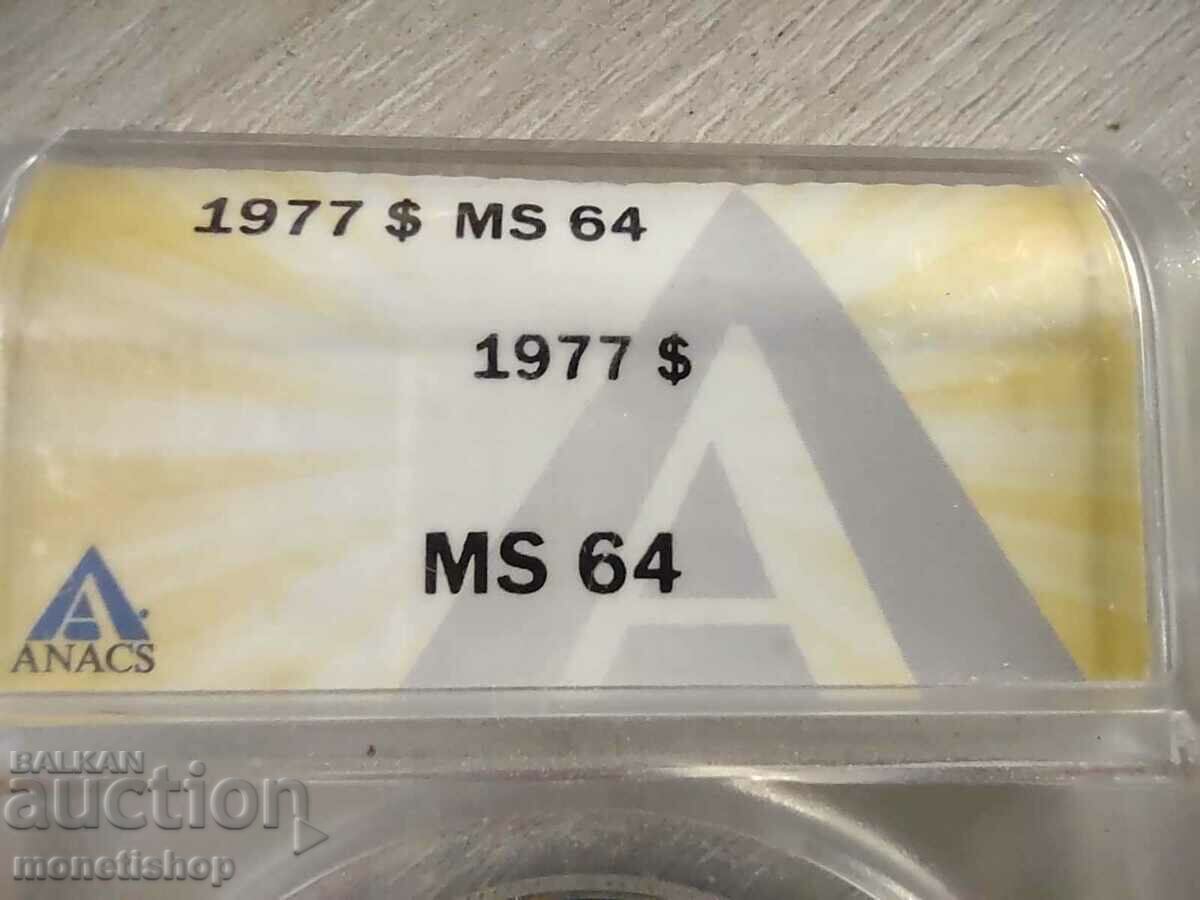 1977 $ MS 64
1977 $
MS 64
ANACS
BALKAN
auction
monetishop